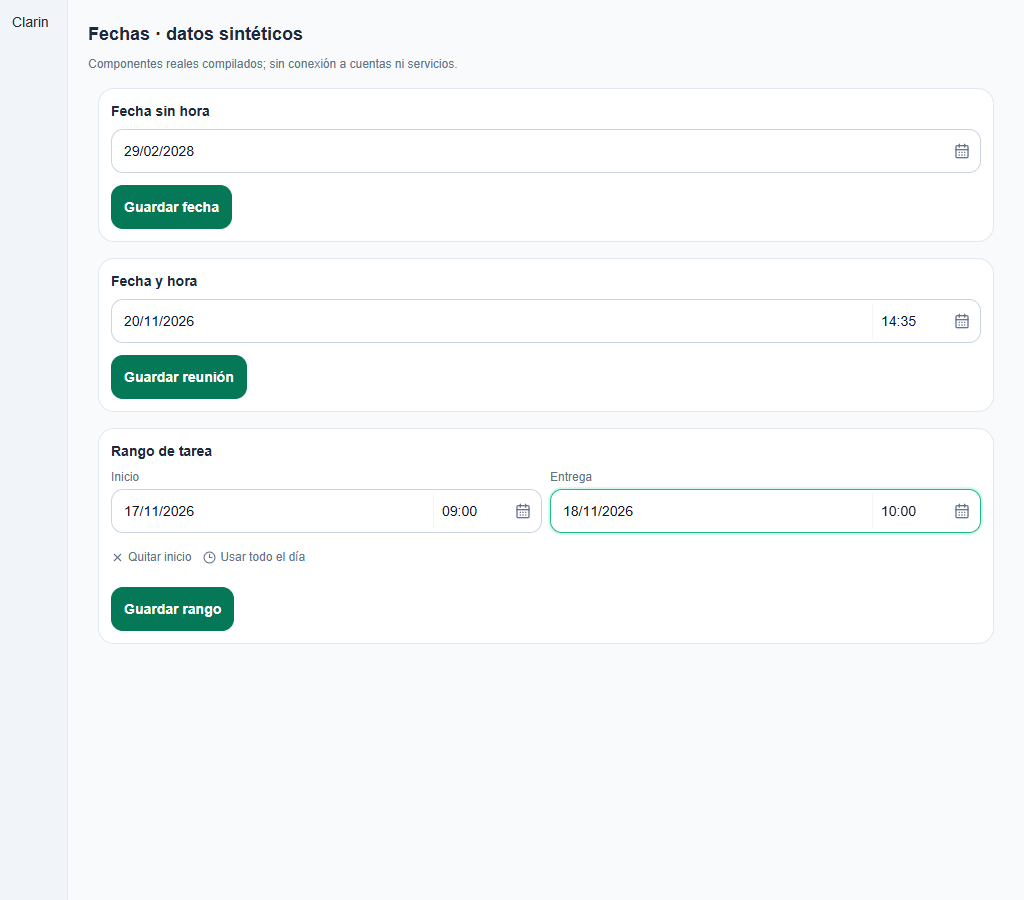 Clarin
Fechas · datos sintéticos
Componentes reales compilados; sin conexión a cuentas ni servicios.
Fecha sin hora
29/02/2028
Guardar fecha
Fecha y hora
20/11/2026 14:35
Guardar reunión
Rango de tarea
Inicio Entrega
17/11/2026 09:00 18/11/2026 10:00
Quitar inicio Usar todo el día
Guardar rango